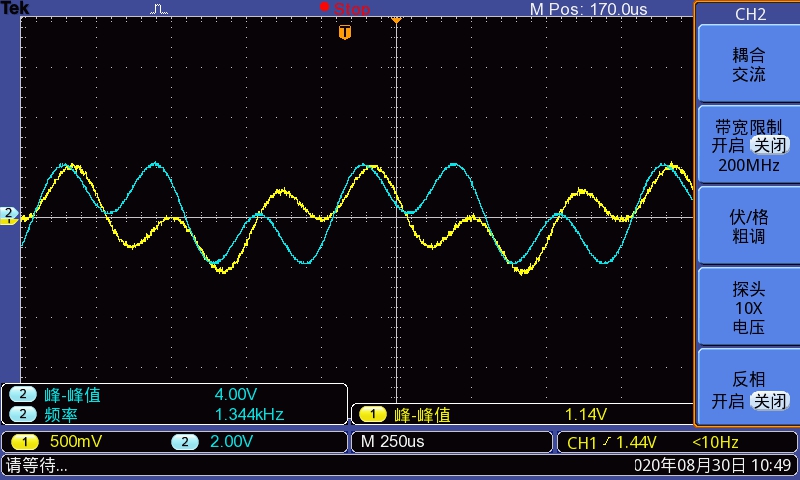 Tek
Stop
M Pos: 170.0us
CH2
T
耦合
交流
带宽限制
开启 关闭
200MHz
2
伏/格
粗调
探头
10X
电压
反相
开启 关闭
2 峰-峰值 4.00V
2 频率 1.344kHz
1 峰-峰值 1.14V
1 500mV
2 2.00V
M 250us
CH1 1.44V <10Hz
请等待...
020年08月30日 10:49